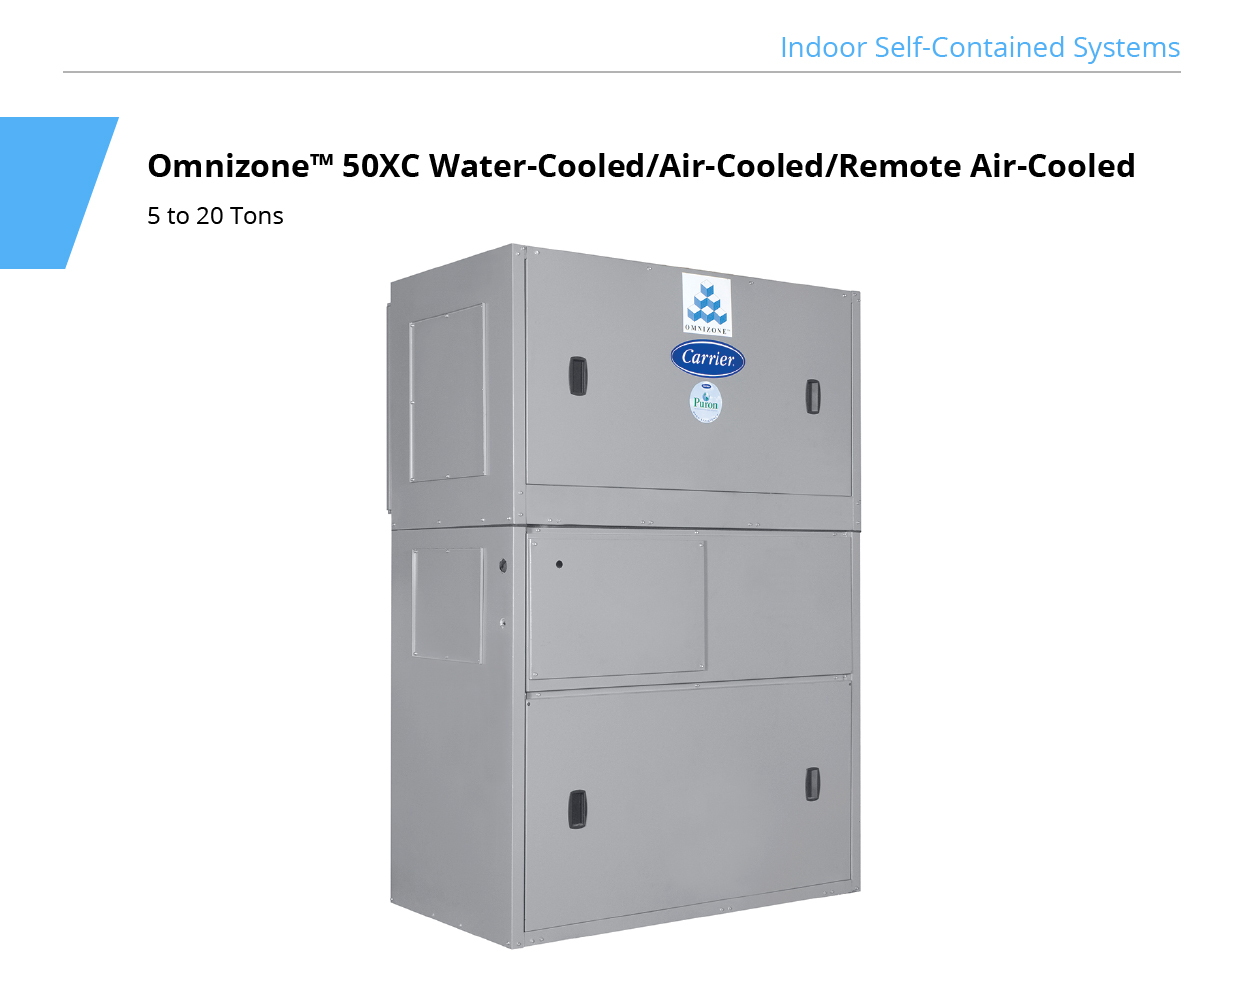 Indoor Self-Contained Systems
Omnizone™ 50XC Water-Cooled/Air-Cooled/Remote Air-Cooled
5 to 20 Tons
OMNIZONE™
Carrier
Puron